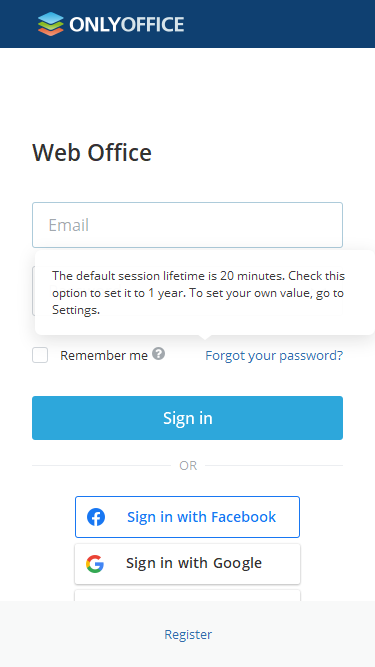 ONLYOFFICE
Web Office
Email
The default session lifetime is 20 minutes. Check this
option to set it to 1 year. To set your own value, go to
Settings.
Remember me ?
Forgot your password?
Sign in
OR
Sign in with Facebook
Sign in with Google
Register